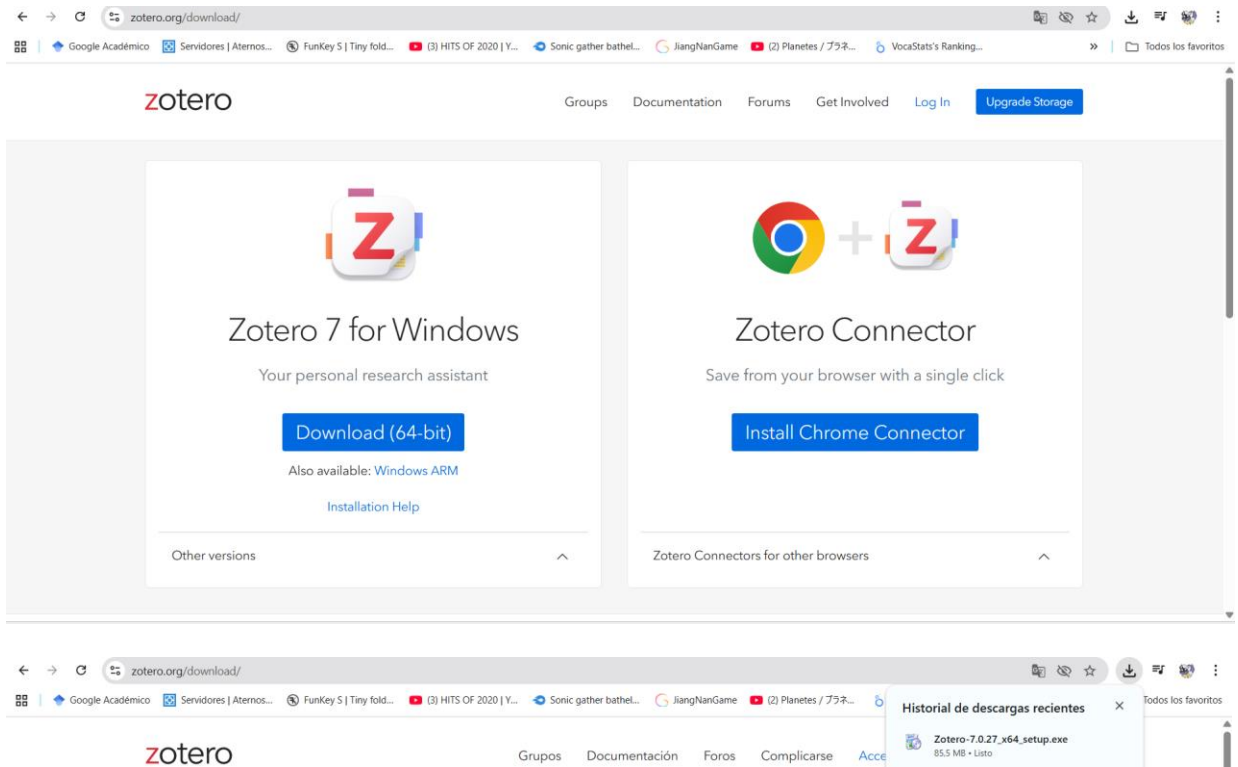 zotero.org/download/
Google Académico Servidores | Aternos... FunKey S | Tiny fold... (3) HITS OF 2020 | Y... Sonic gather bathel... JiangNanGame (2) Planetes / プラネ... VocaStats's Ranking... » Todos los favoritos
zotero Groups Documentation Forums Get Involved Log In Upgrade Storage
Z
Z
Zotero 7 for Windows
Your personal research assistant
Download (64-bit)
Also available: Windows ARM
Installation Help
Other versions
Zotero Connector
Save from your browser with a single click
Install Chrome Connector
Zotero Connectors for other browsers
zotero.org/download/
Google Académico Servidores | Aternos... FunKey S | Tiny fold... (3) HITS OF 2020 | Y... Sonic gather bathel... JiangNanGame (2) Planetes / プラネ... Todos los favoritos
Historial de descargas recientes
Zotero-7.0.27_x64_setup.exe
85.5 MB • Listo
zotero Grupos Documentación Foros Complicarse Acce